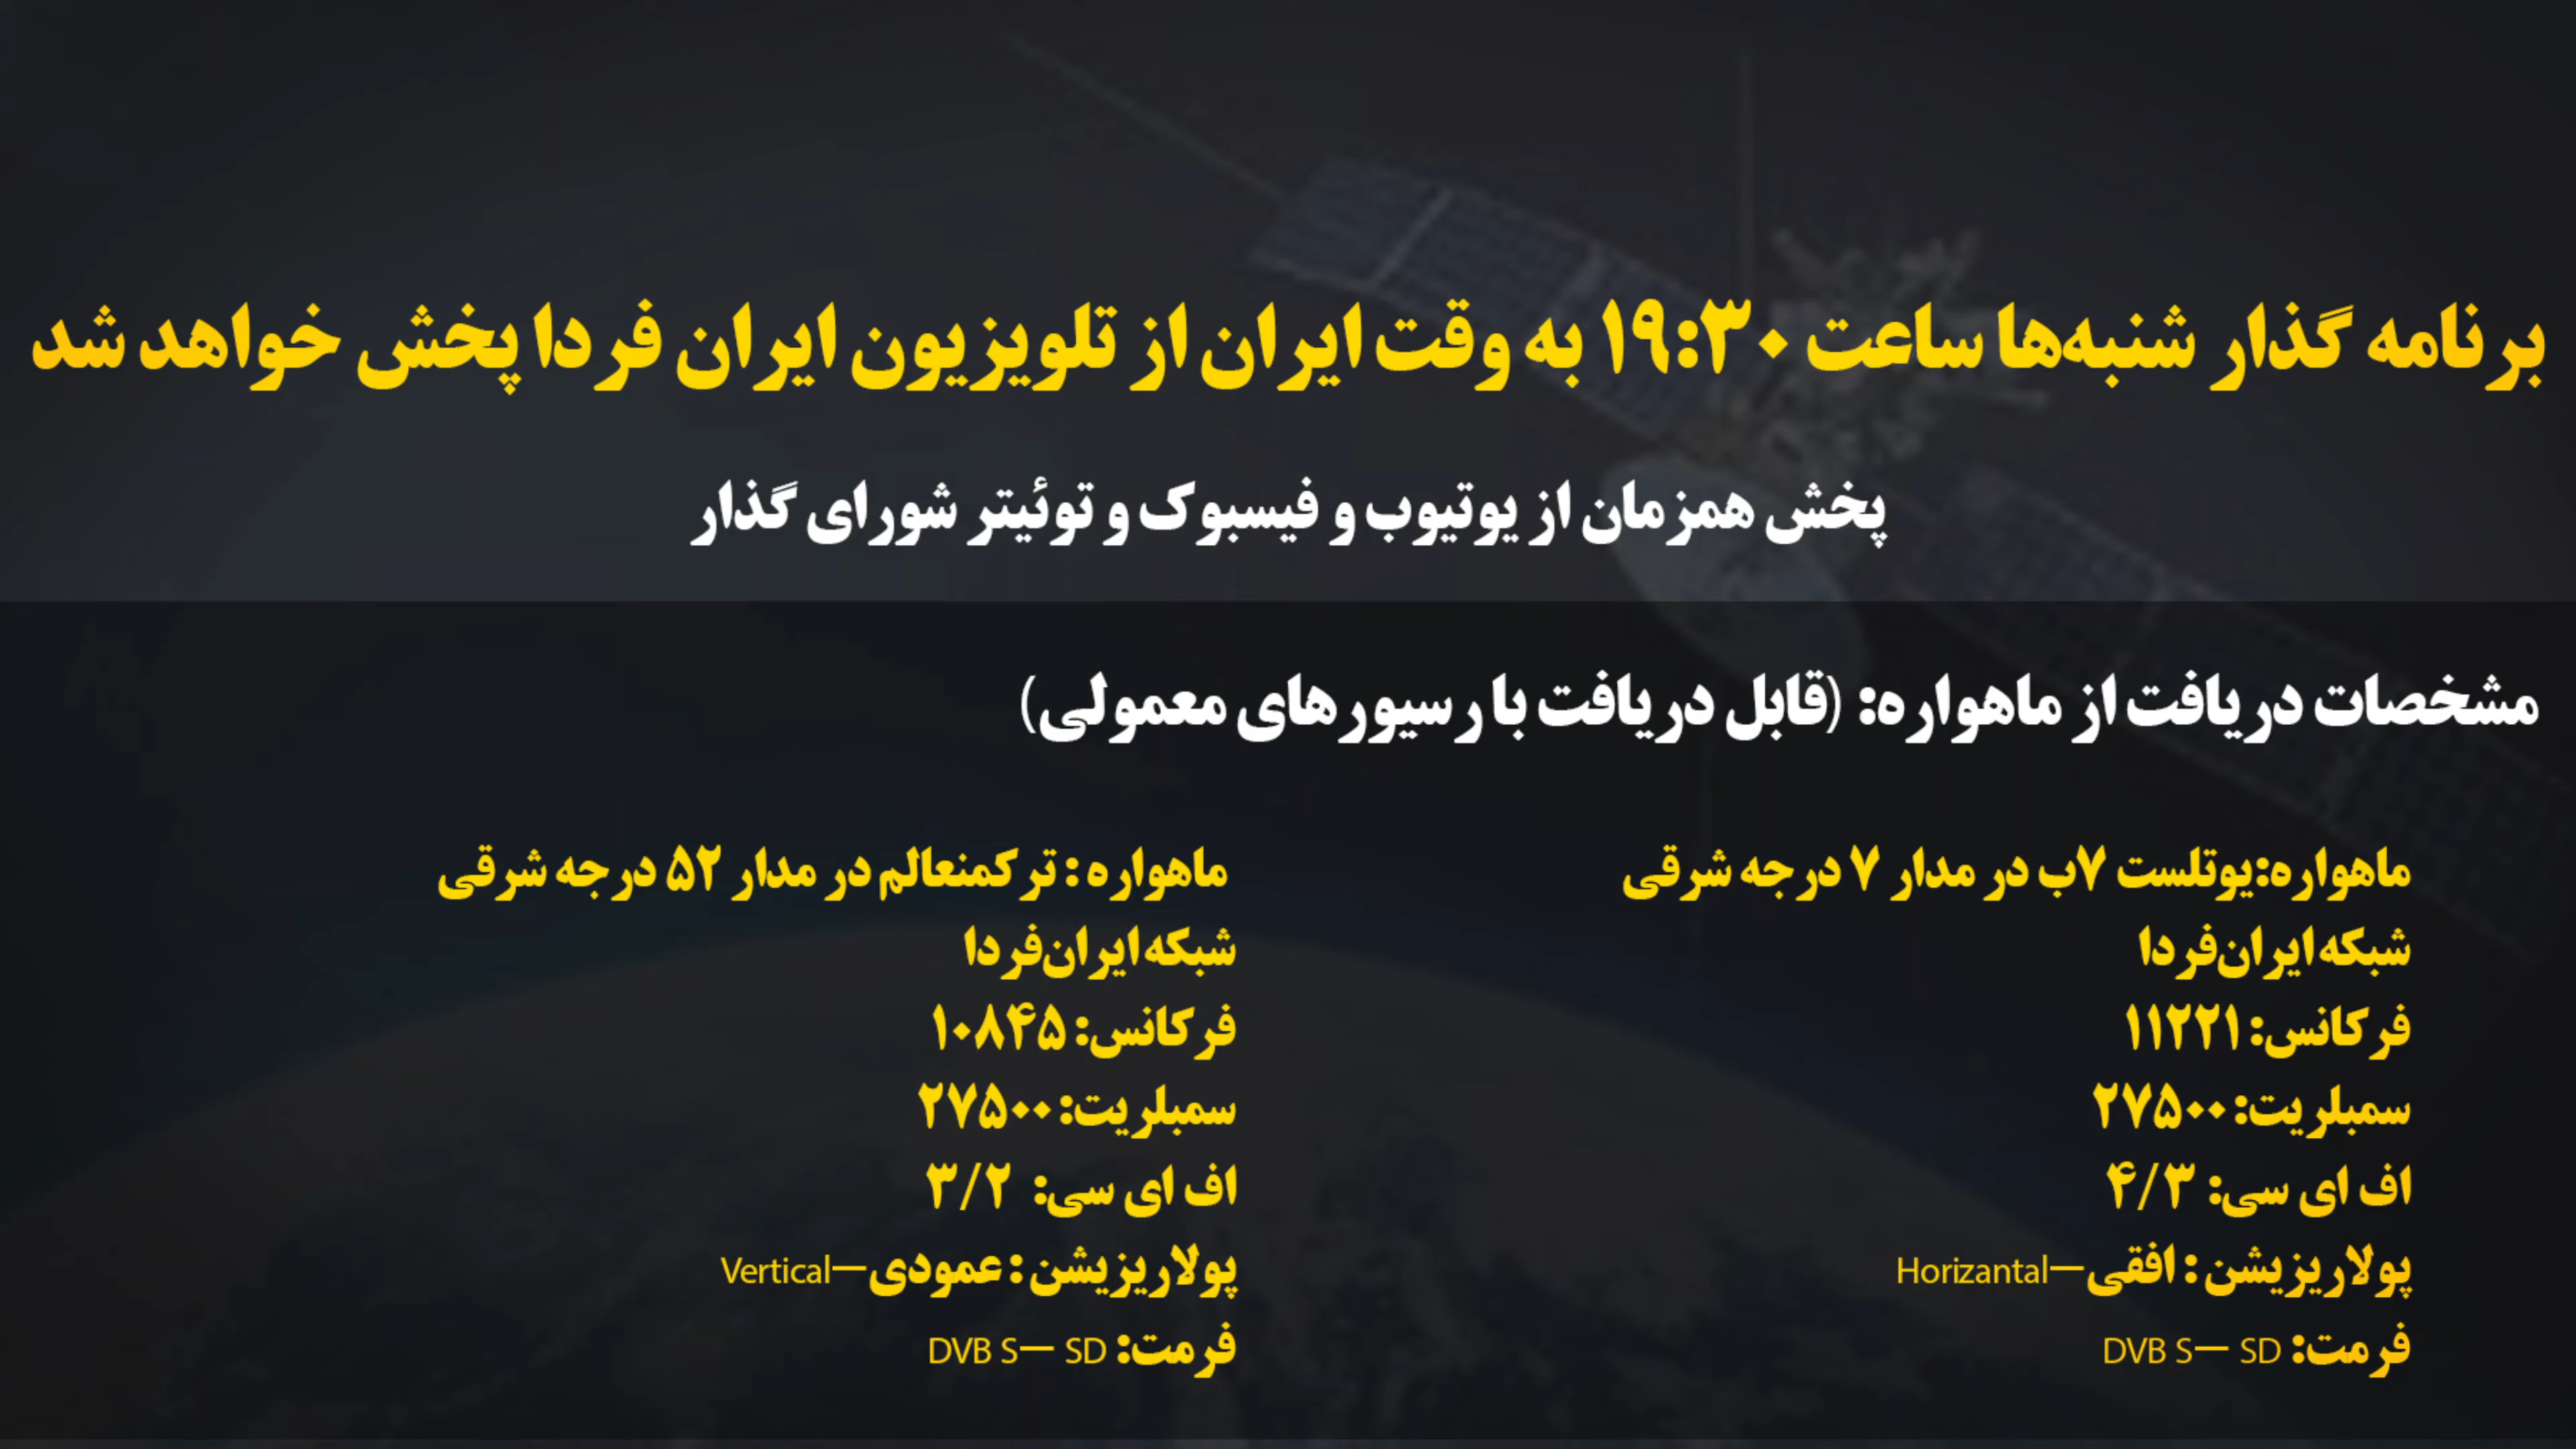 برنامه گذار شنبه‌ها ساعت ۱۹:۳۰ به وقت ایران از تلویزیون ایران فردا پخش خواهد شد
پخش همزمان از یوتیوب و فیسبوک و توئیتر شورای گذار
مشخصات دریافت از ماهواره: (قابل دریافت با رسیورهای معمولی)
ماهواره:یوتلست ۷ب در مدار ۷ درجه شرقی
شبکه ایران‌فردا
فرکانس: ۱۱۲۲۱
سمبلریت: ۲۷۵۰۰
اف ای سی: ۴/۳
پولاریزیشن : افقی—Horizantal
فرمت: DVB S— SD
ماهواره : ترکمنعالم در مدار ۵۲ درجه شرقی
شبکه ایران‌فردا
فرکانس: ۱۰۸۴۵
سمبلریت: ۲۷۵۰۰
اف ای سی: ۳/۲
پولاریزیشن : عمودی—Vertical
فرمت: DVB S— SD